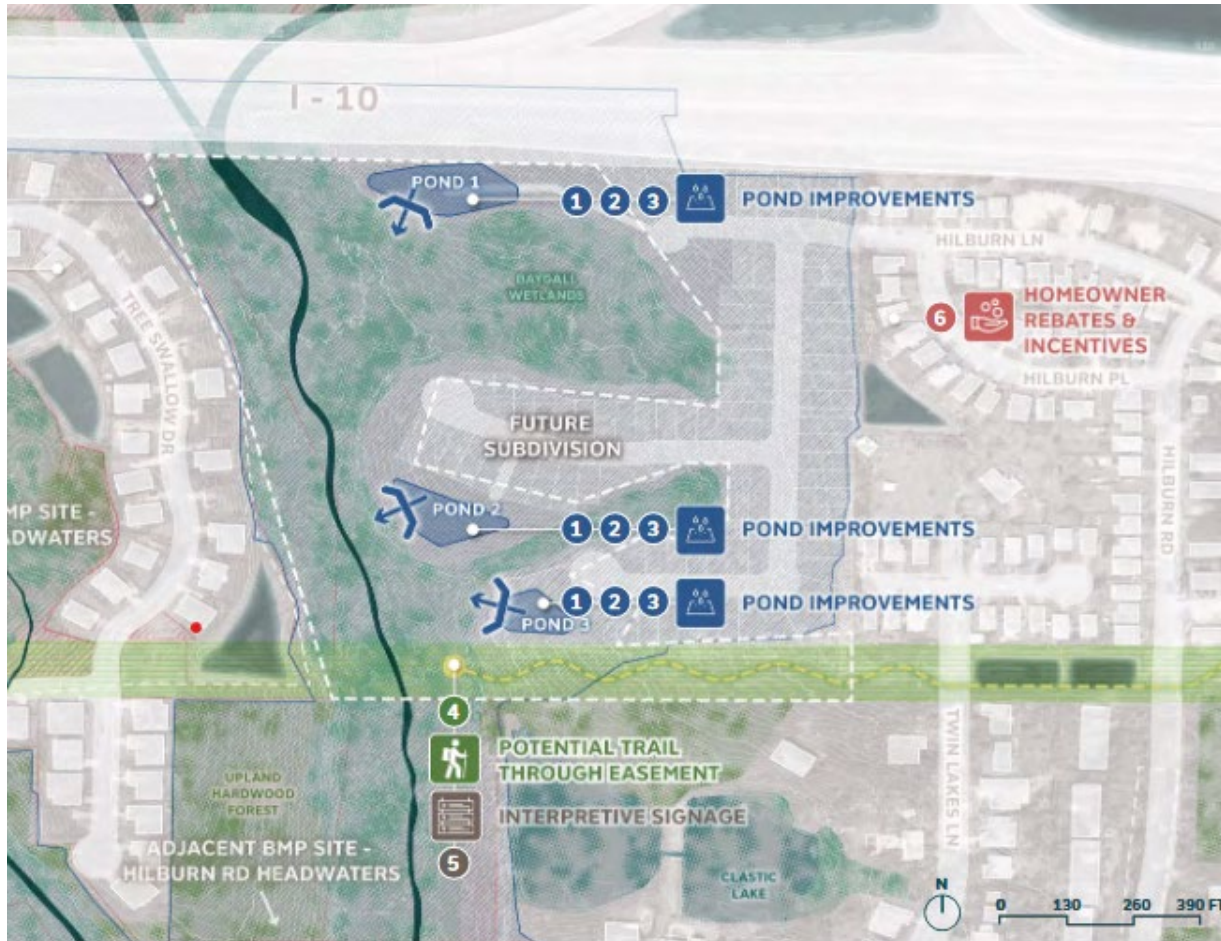 I - 10
POND 1
1 2 3
POND IMPROVEMENTS
HILBURN LN
BAYGALL
WETLANDS
6
HOMEOWNER
REBATES &
INCENTIVES
HILBURN PL
TREE SWALLOW DR
FUTURE
SUBDIVISION
HILBURN RD
MP SITE -
ADWATERS
POND 2
1 2 3
POND IMPROVEMENTS
1 2 3
POND IMPROVEMENTS
POND 3
4
POTENTIAL TRAIL
THROUGH EASEMENT
INTERPRETIVE SIGNAGE
5
UPLAND
HARDWOOD
FOREST
ADJACENT BMP SITE -
HILBURN RD HEADWATERS
CLASTIC
LAKE
TWIN LAKES LN
N
0 130 260 390 FT